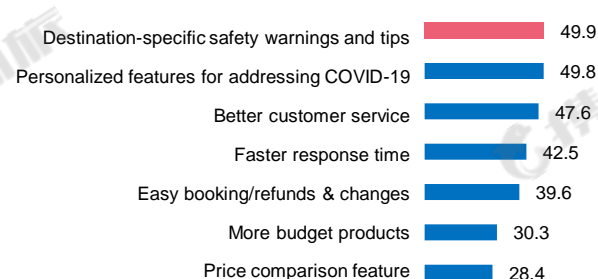 Destination-specific safety warnings and tips 49.9
Personalized features for addressing COVID-19 49.8
Better customer service 47.6
Faster response time 42.5
Easy booking/refunds & changes 39.6
More budget products 30.3
Price comparison feature 28.4